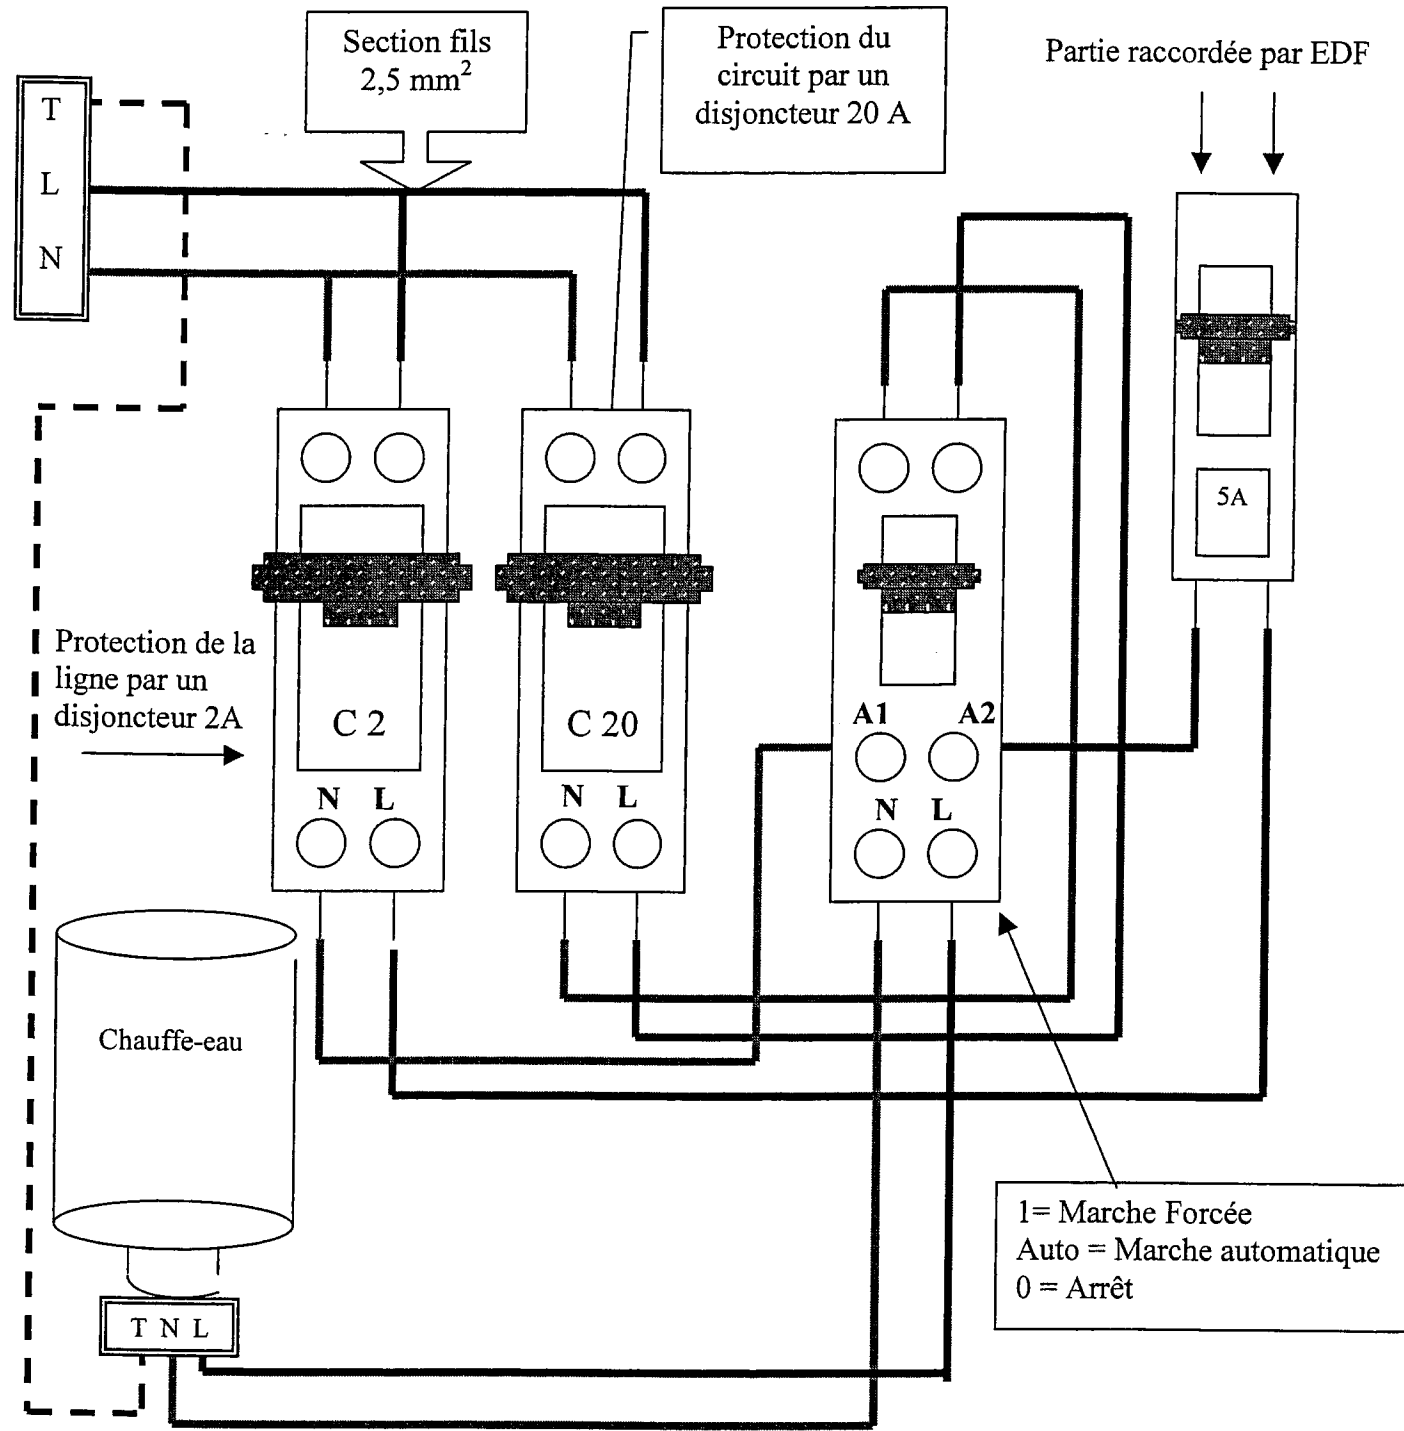 Section fils
2,5 mm²
Protection du
circuit par un
disjoncteur 20 A
Partie raccordée par EDF
T
L
N
5A
Protection de la
ligne par un
disjoncteur 2A
C 2
C 20
A1 A2
N L
N L
N L
Chauffe-eau
1= Marche Forcée
Auto = Marche automatique
0 = Arrêt
T N L